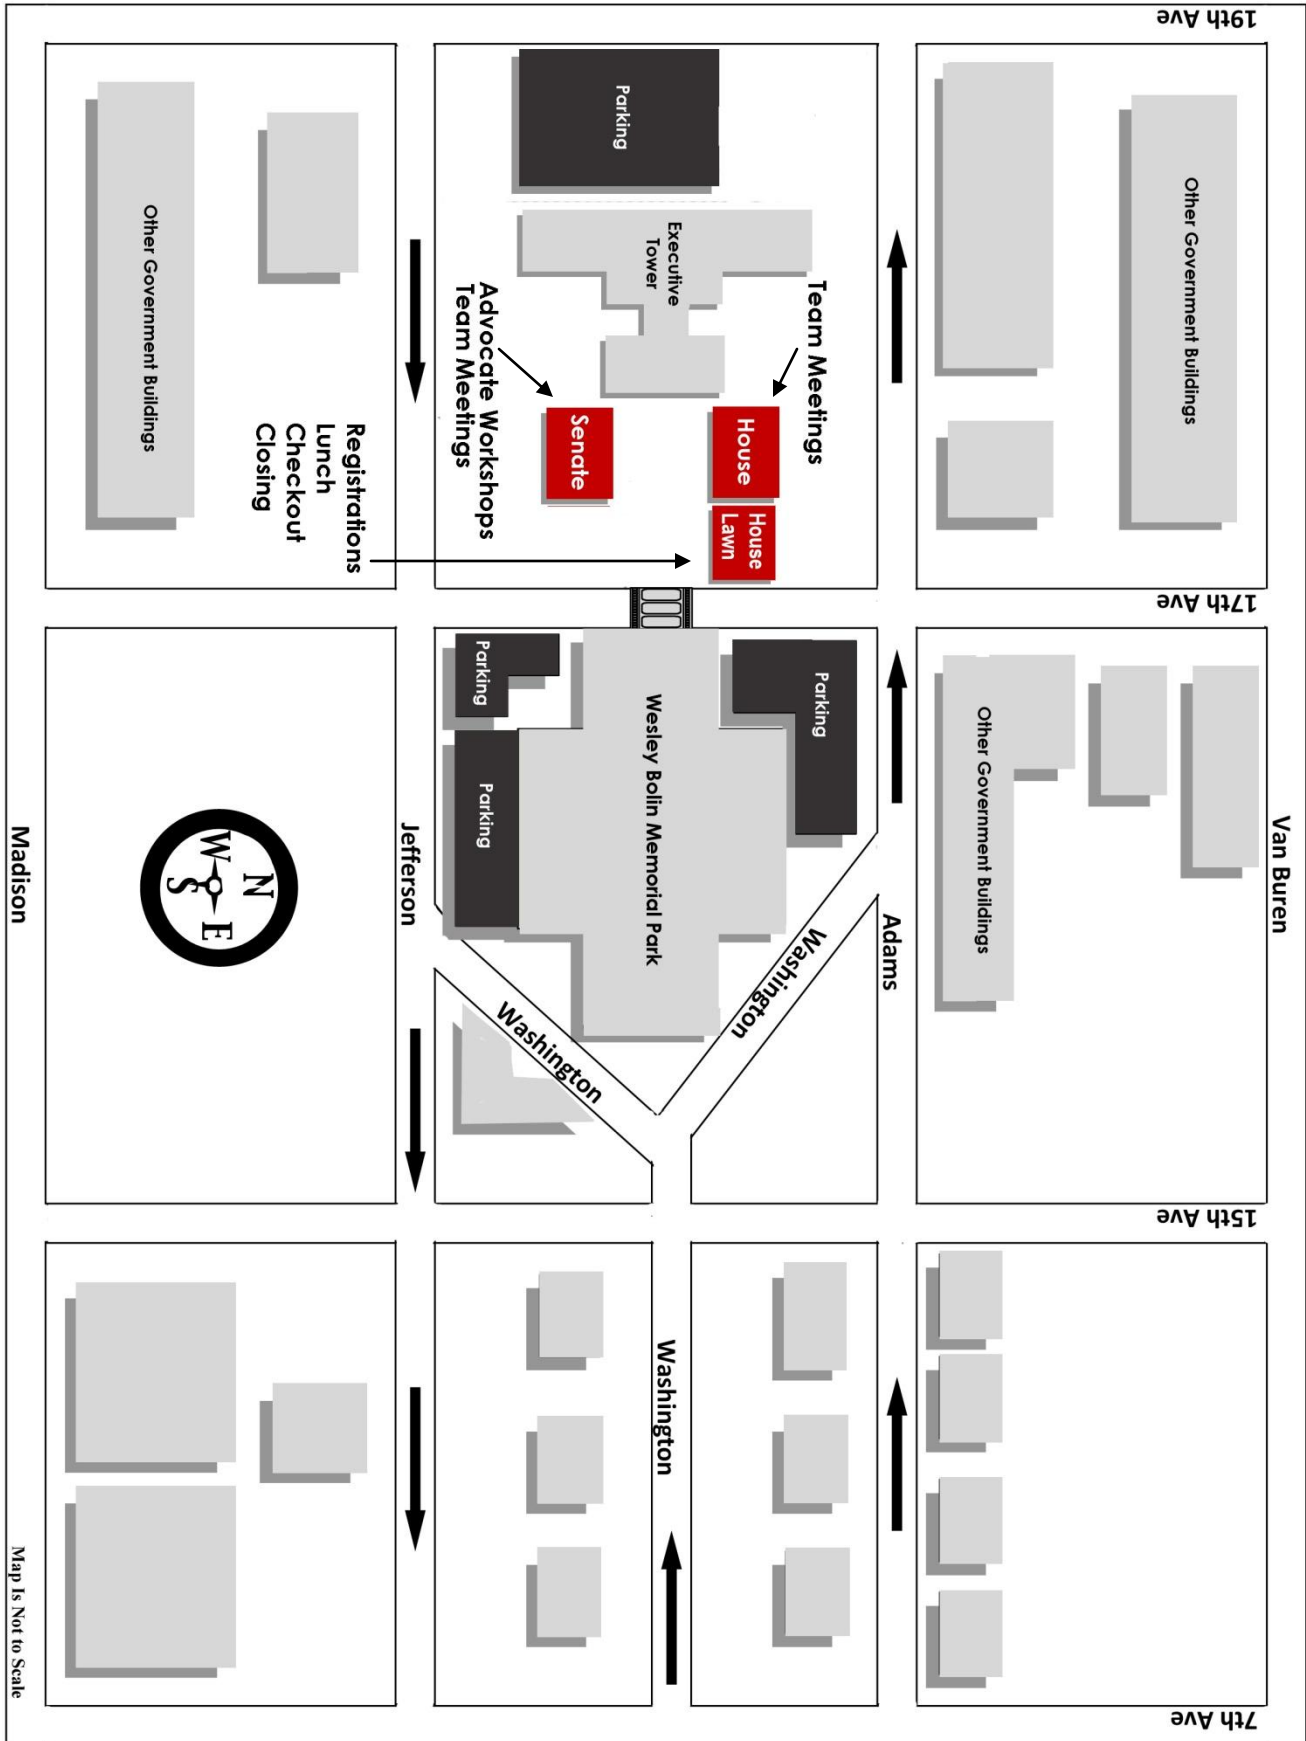 19th Ave
17th Ave
15th Ave
7th Ave
Van Buren
Other Government Buildings
Other Government Buildings
Adams
Team Meetings
House
House
Lawn
Parking
Washington
Parking
Executive
Tower
Wesley Bolin Memorial Park
Washington
Senate
Advocate Workshops
Team Meetings
Parking
Parking
Washington
Jefferson
Registrations
Lunch
Checkout
Closing
N
W
E
S
Other Government Buildings
Madison
Map Is Not to Scale